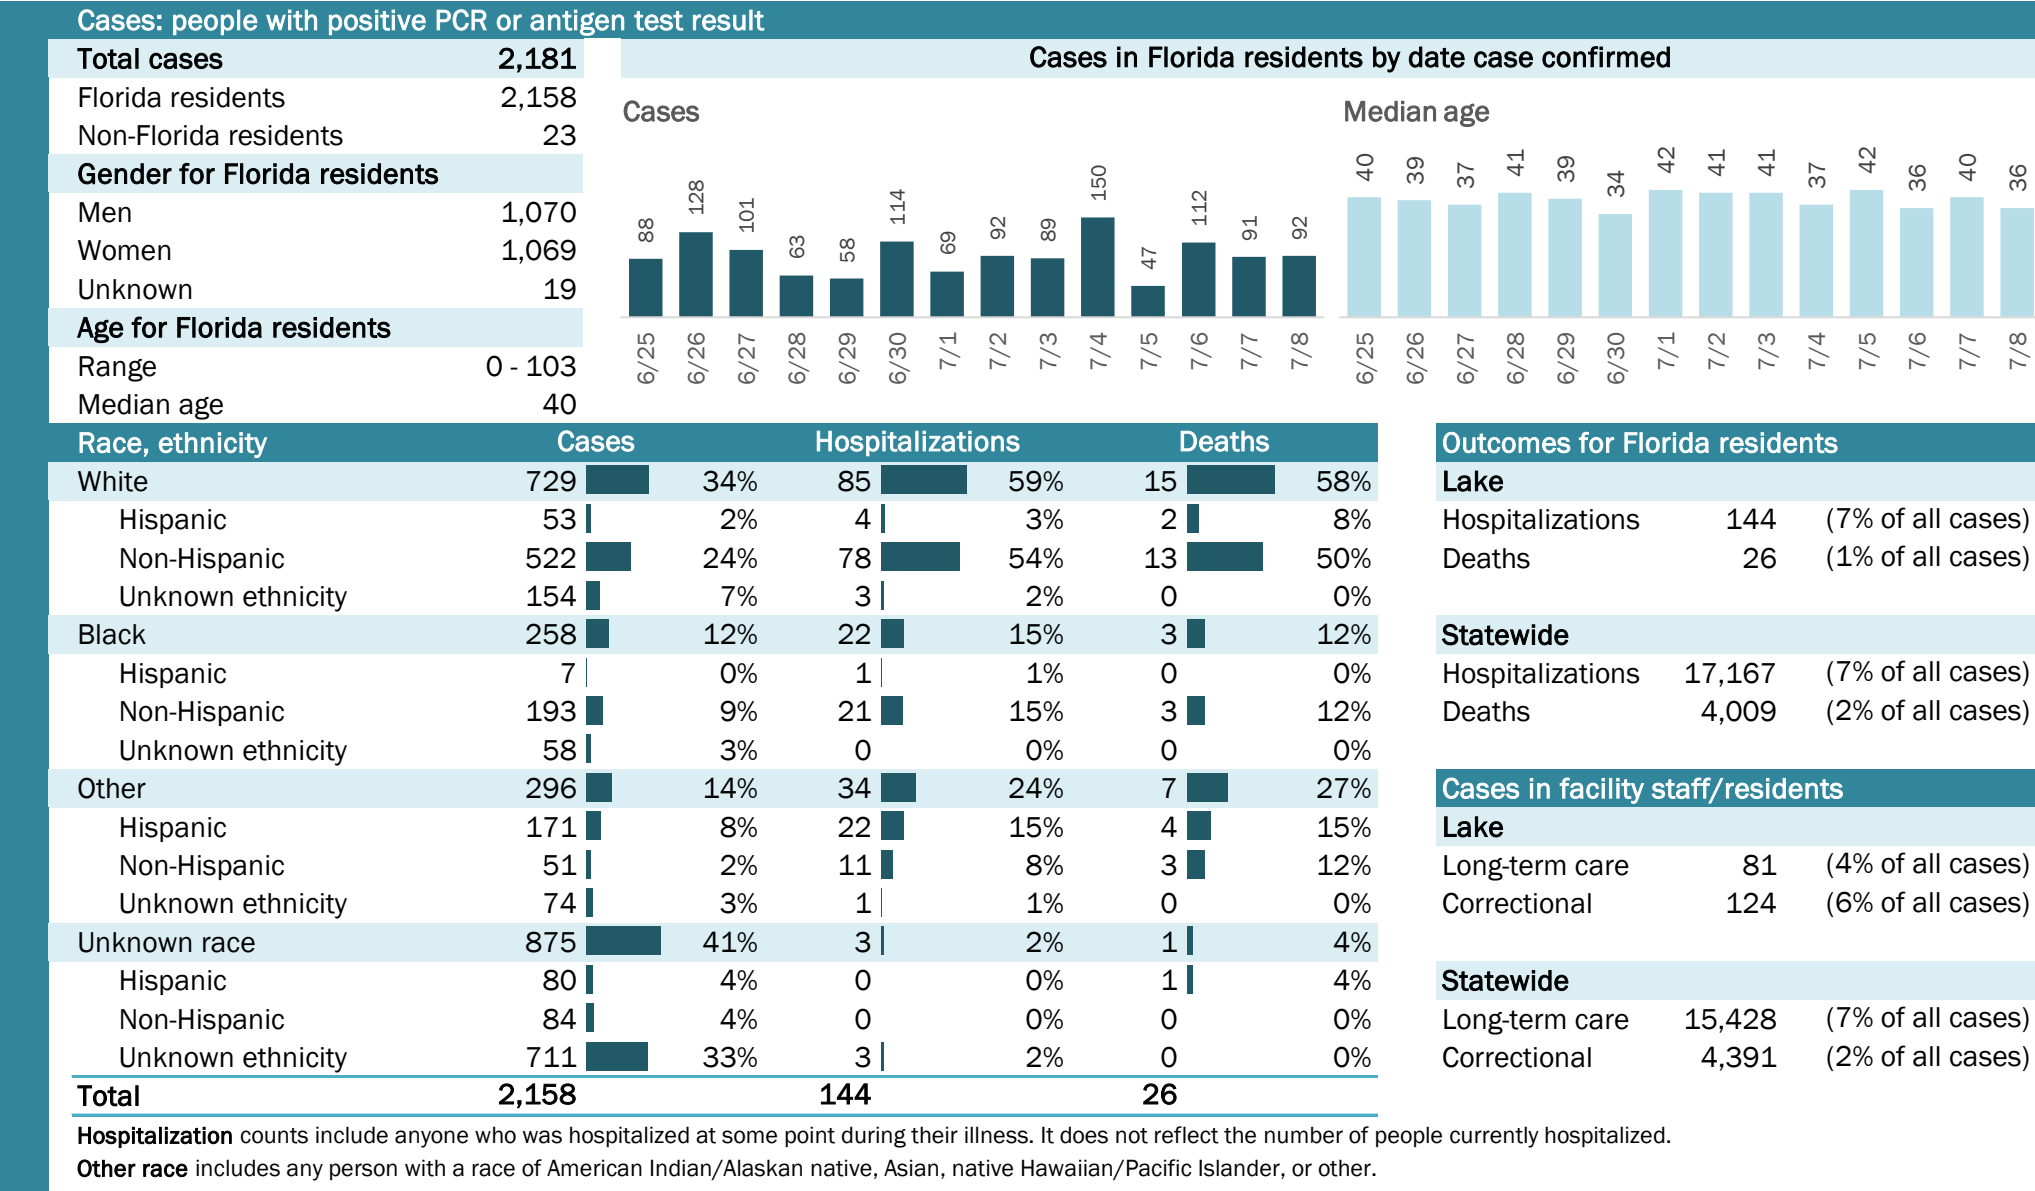 Cases: people with positive PCR or antigen test result
Total cases 2,181
Florida residents 2,158
Non-Florida residents 23
Gender for Florida residents
Men 1,070
Women 1,069
Unknown 19
Age for Florida residents
Range 0 - 103
Median age 40
Cases in Florida residents by date case confirmed
Cases
88 128 101 63 58 114 69 92 89 150 47 112 91 92
6/25 6/26 6/27 6/28 6/29 6/30 7/1 7/2 7/3 7/4 7/5 7/6 7/7 7/8
Median age
40 39 37 41 39 34 42 41 41 37 42 36 40 36
6/25 6/26 6/27 6/28 6/29 6/30 7/1 7/2 7/3 7/4 7/5 7/6 7/7 7/8
Race, ethnicity Cases Hospitalizations Deaths
White 729 34% 85 59% 15 58%
Hispanic 53 2% 4 3% 2 8%
Non-Hispanic 522 24% 78 54% 13 50%
Unknown ethnicity 154 7% 3 2% 0 0%
Black 258 12% 22 15% 3 12%
Hispanic 7 0% 1 1% 0 0%
Non-Hispanic 193 9% 21 15% 3 12%
Unknown ethnicity 58 3% 0 0% 0 0%
Other 296 14% 34 24% 7 27%
Hispanic 171 8% 22 15% 4 15%
Non-Hispanic 51 2% 11 8% 3 12%
Unknown ethnicity 74 3% 1 1% 0 0%
Unknown race 875 41% 3 2% 1 4%
Hispanic 80 4% 0 0% 1 4%
Non-Hispanic 84 4% 0 0% 0 0%
Unknown ethnicity 711 33% 3 2% 0 0%
Total 2,158 144 26
Outcomes for Florida residents
Lake
Hospitalizations 144 (7% of all cases)
Deaths 26 (1% of all cases)
Statewide
Hospitalizations 17,167 (7% of all cases)
Deaths 4,009 (2% of all cases)
Cases in facility staff/residents
Lake
Long-term care 81 (4% of all cases)
Correctional 124 (6% of all cases)
Statewide
Long-term care 15,428 (7% of all cases)
Correctional 4,391 (2% of all cases)
Hospitalization counts include anyone who was hospitalized at some point during their illness. It does not reflect the number of people currently hospitalized.
Other race includes any person with a race of American Indian/Alaskan native, Asian, native Hawaiian/Pacific Islander, or other.